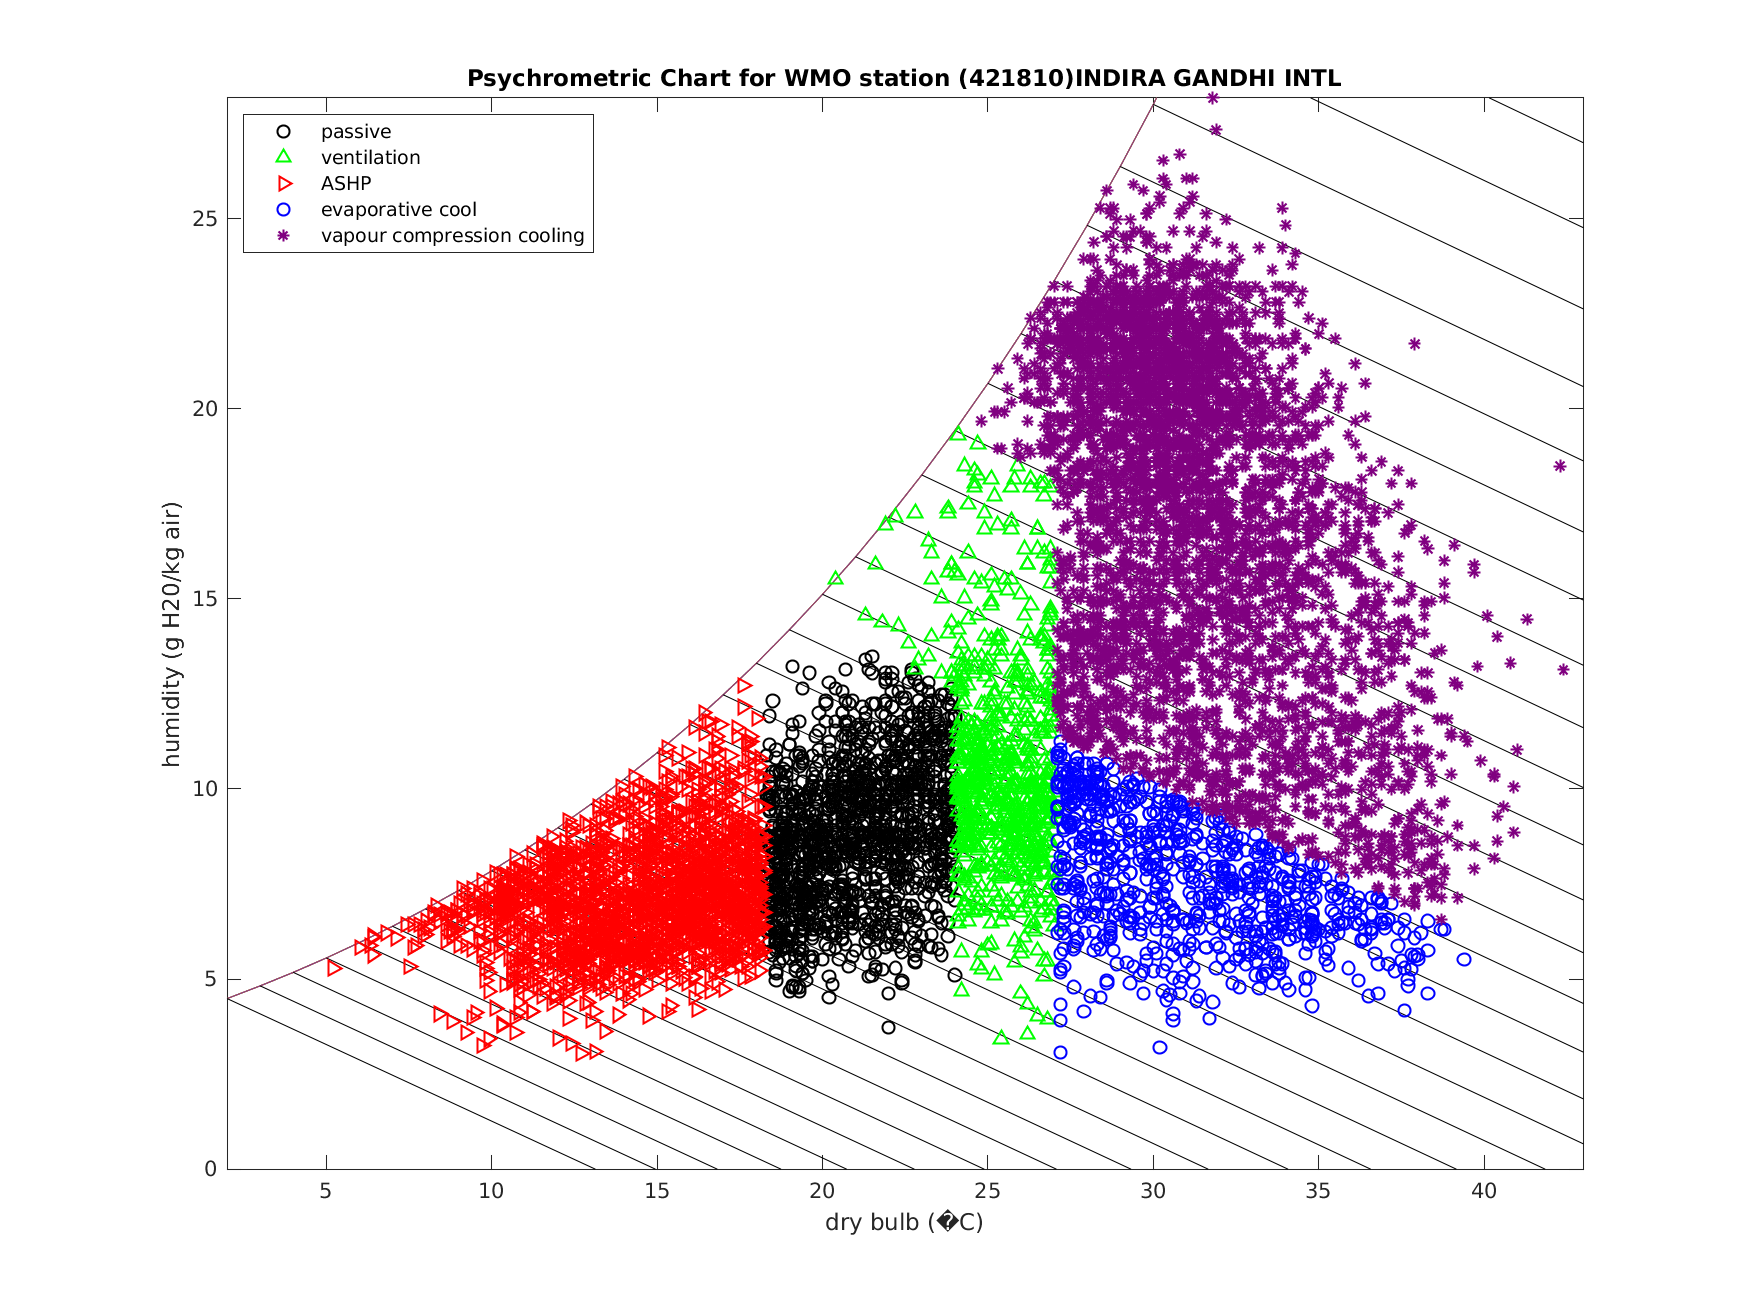 Psychrometric Chart for WMO station (421810)INDIRA GANDHI INTL
passive
ventilation
ASHP
evaporative cool
vapour compression cooling
humidity (g H20/kg air)
25
20
15
10
5
0
5 10 15 20 25 30 35 40
dry bulb (�C)